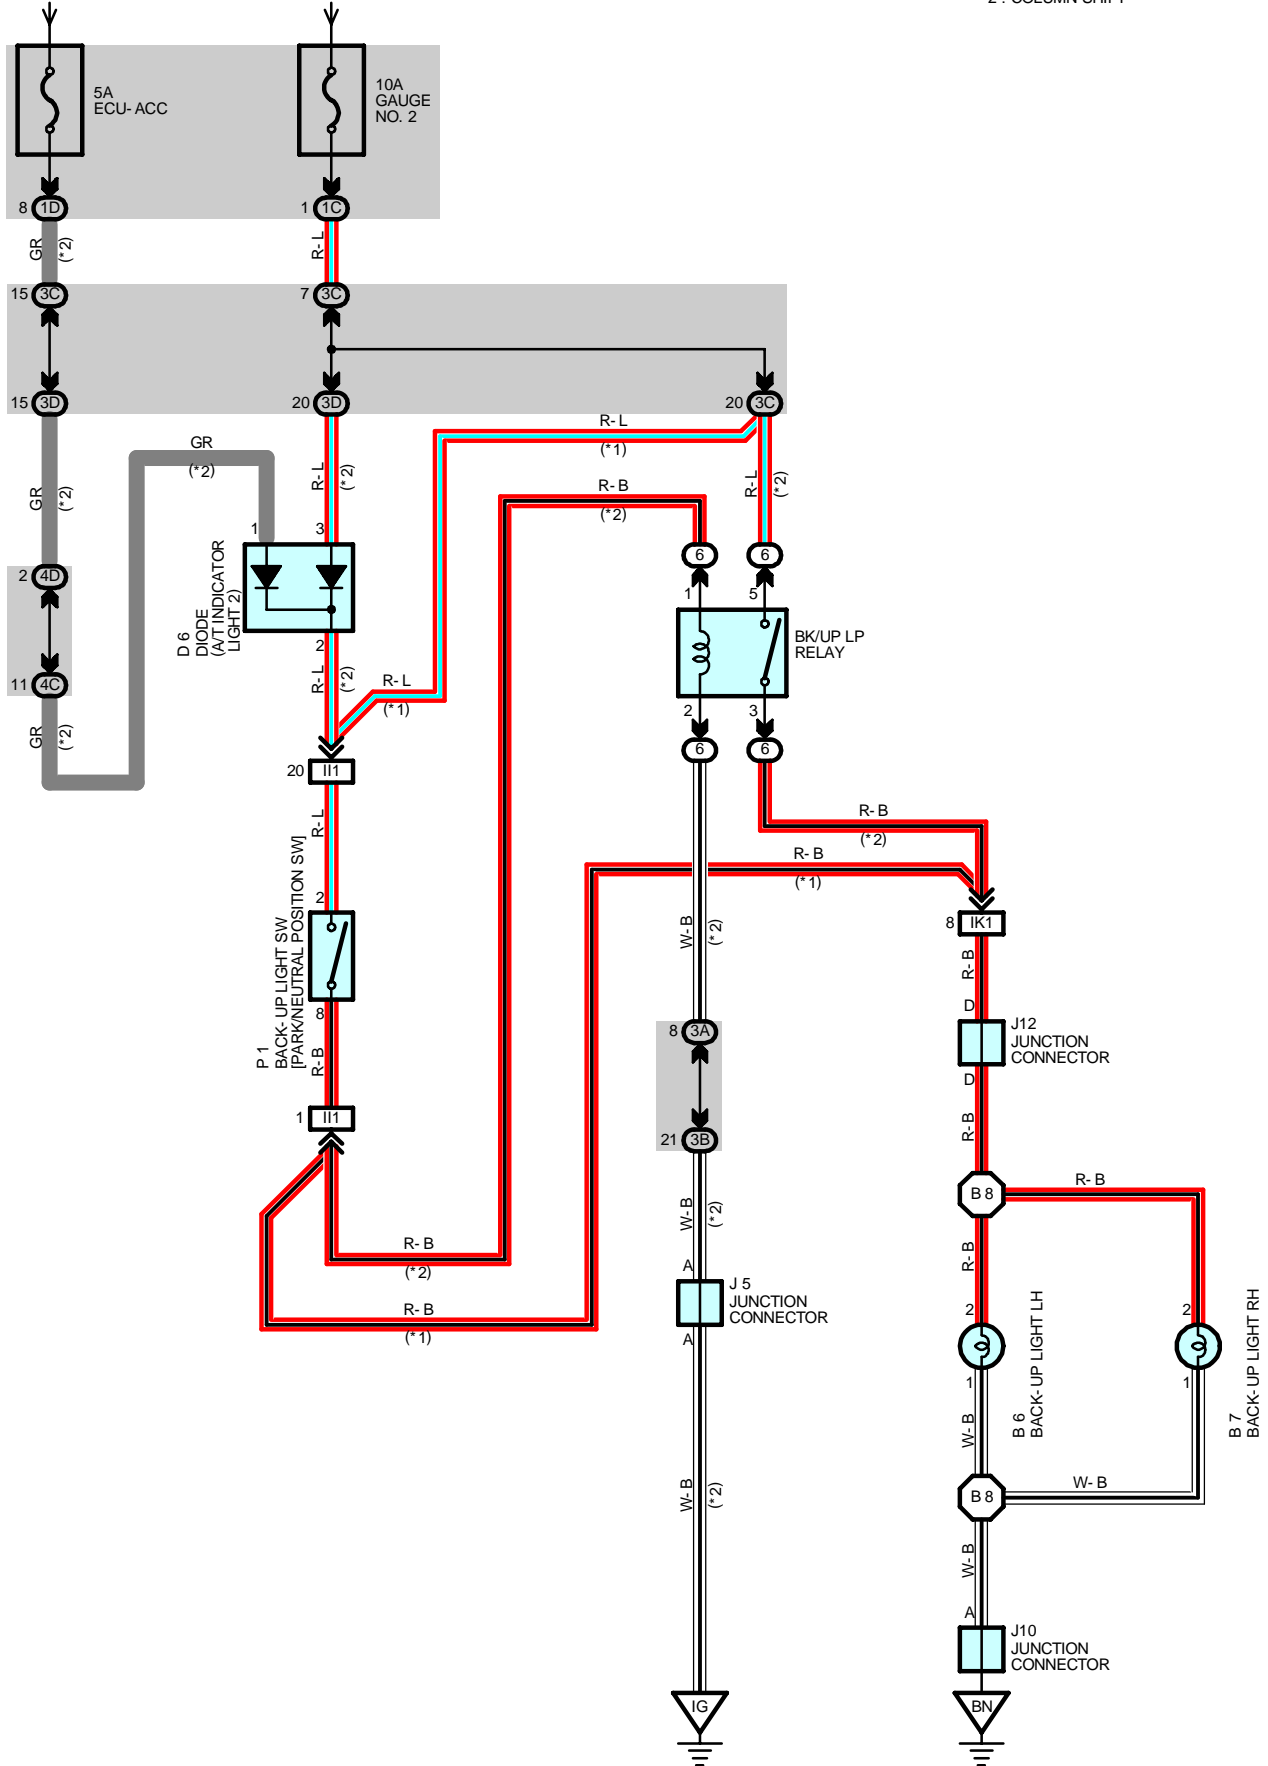 5A
ECU- ACC
10A
GAUGE
NO. 2
8 1D
1 1C
GR
(*2)
R- L
15 3C
7 3C
15 3D
20 3D
20 3C
R- L
(*1)
GR
(*2)
R- L
(*2)
R- B
(*2)
R- L
(*2)
GR
(*2)
1
3
6
6
2 4D
D 6
DIODE
(A/T INDICATOR
LIGHT 2)
1
5
BK/UP LP
RELAY
2
11 4C
R- L
(*2)
R- L
(*1)
2
3
GR
(*2)
6
6
20 II1
R- L
R- B
(*2)
R- B
(*1)
2
P 1
BACK- UP LIGHT SW
[PARK/NEUTRAL POSITION SW]
8
W- B
(*2)
8 IK1
R- B
D
J12
JUNCTION
CONNECTOR
D
8 3A
R- B
1 II1
21 3B
R- B
B 8
R- B
W- B
(*2)
R- B
(*2)
R- B
A
J 5
JUNCTION
CONNECTOR
A
R- B
(*1)
2
2
1
1
B 6
BACK- UP LIGHT LH
B 7
BACK- UP LIGHT RH
W- B
W- B
(*2)
B 8
W- B
W- B
A
J10
JUNCTION
CONNECTOR
IG
BN